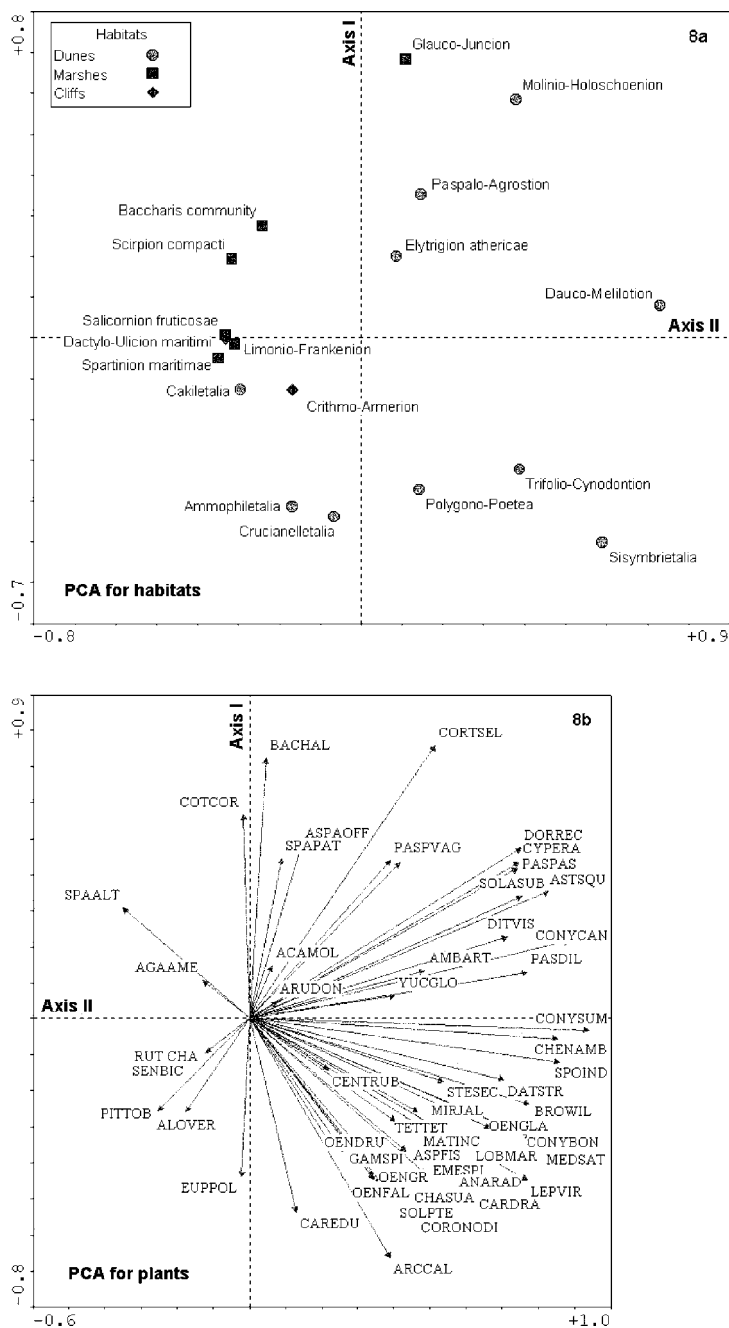 +0.8
Axis I
8a
Habitats
Dunes
Marshes
Cliffs
Glauco-Juncion
Molinio-Holoschoenion
Paspalo-Agrostion
Baccharis community
Scirpion compacti
Elytrigion athericae
Dauco-Melilotion
Salicornion fruticosae
Axis II
Dactylo-Ulicion maritimi
Limonio-Frankenion
Spartinion maritimae
Cakiletalia
Crithmo-Armerion
Trifolio-Cynodontion
Ammophiletalia
Polygono-Poetea
Crucianelletalia
Sisymbrietalia
PCA for habitats
-0.7
-0.8
+0.9
+0.9
Axis I
8b
BACHAL
CORTSEL
COTCOR
ASPAOFF
SPAPAT
PASPVAG
DORREC
CYPERA
PASPAS
SOLASUB
ASTSQU
SPAALT
DITVIS
CONYCAN
ACAMOL
AMBART
PASDIL
AGAAME
ARUDON
YUCGLO
Axis II
CONYSUM
CHENAMB
RUT CHA
SENBIC
CENTRUB
SPOIND
STESEC
DATSTR
PITTOB
ALOVER
MIRJAL
BROWIL
TETTET
OENGLA
OENDRU
MATINC
CONYBON
GAMSPI
ASPFIS
LOBMAR
MEDSAT
EUPPOL
OENGR
EMESPI
ANARAD
OENFAL
CHASUA
CARDRA
LEPVIR
CAREDU
SOLPTE
CORONODI
ARCCAL
PCA for plants
-0.8
-0.6
+1.0